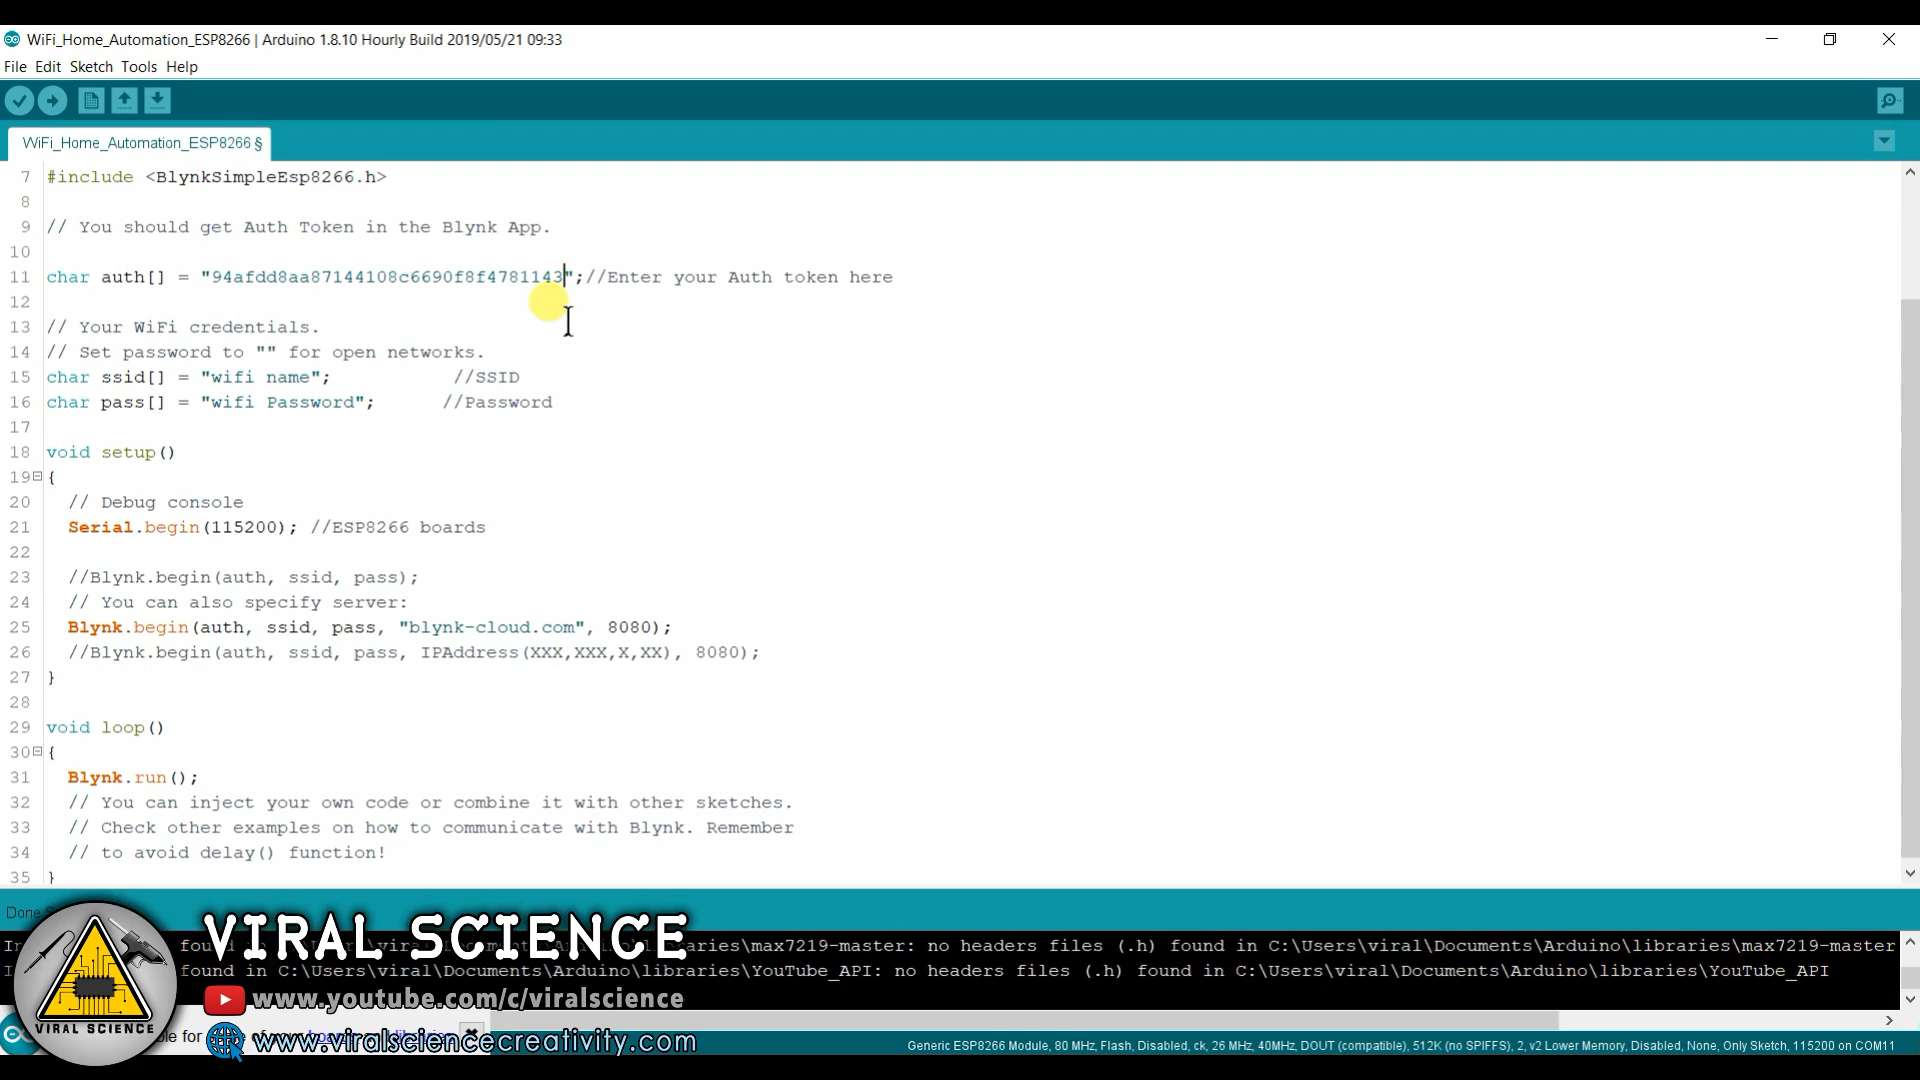 WiFi_Home_Automation_ESP8266 | Arduino 1.8.10 Hourly Build 2019/05/21 09:33
File Edit Sketch Tools Help
WiFi_Home_Automation_ESP8266 §
7 #include <BlynkSimpleEsp8266.h>
8
9 // You should get Auth Token in the Blynk App.
10
11 char auth[] = "94afdd8aa87144108c6690f8f4781143";//Enter your Auth token here
12
13 // Your WiFi credentials.
14 // Set password to "" for open networks.
15 char ssid[] = "wifi name"; //SSID
16 char pass[] = "wifi Password"; //Password
17
18 void setup()
19 {
20 // Debug console
21 Serial.begin(115200); //ESP8266 boards
22
23 //Blynk.begin(auth, ssid, pass);
24 // You can also specify server:
25 Blynk.begin(auth, ssid, pass, "blynk-cloud.com", 8080);
26 //Blynk.begin(auth, ssid, pass, IPAddress(XXX,XXX,X,XX), 8080);
27 }
28
29 void loop()
30 {
31 Blynk.run();
32 // You can inject your own code or combine it with other sketches.
33 // Check other examples on how to communicate with Blynk. Remember
34 // to avoid delay() function!
35 }
Done
VIRAL SCIENCE
found in C:\Users\viral\Documents\Arduino\libraries\max7219-master: no headers files (.h) found in C:\Users\viral\Documents\Arduino\libraries\max7219-master
found in C:\Users\viral\Documents\Arduino\libraries\YouTube_API: no headers files (.h) found in C:\Users\viral\Documents\Arduino\libraries\YouTube_API
www.youtube.com/c/viralscience
VIRAL SCIENCE
www.viralsciencecreativity.com
Generic ESP8266 Module, 80 MHz, Flash, Disabled, ck, 26 MHz, 40MHz, DOUT (compatible), 512K (no SPIFFS), 2, v2 Lower Memory, Disabled, None, Only Sketch, 115200 on COM11